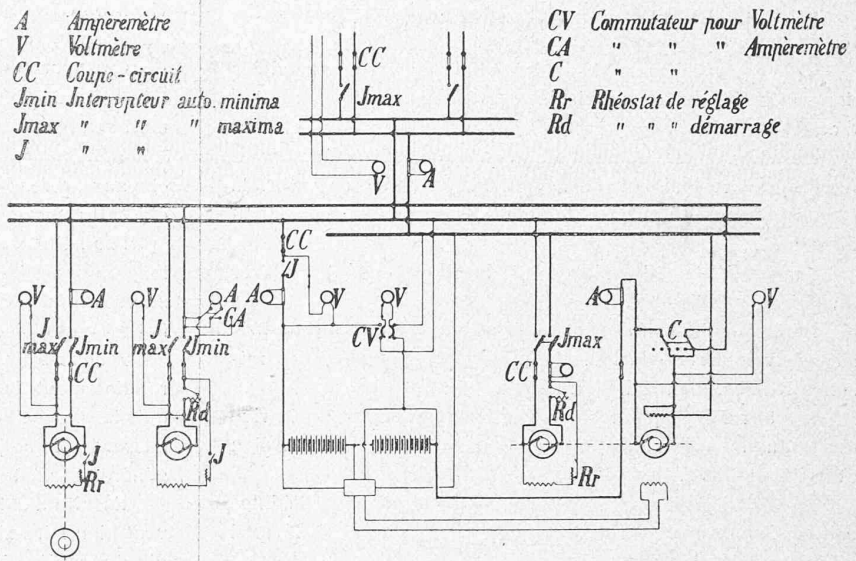 A Ampèremètre
V Voltmètre
CC Coupe-circuit
Jmin Interrupteur auto. minima
Jmax " " " maxima
J " "
CV Commutateur pour Voltmètre
CA " " " Ampèremètre
C " "
Rr Rhéostat de réglage
Rd " " " démarrage
CC
Jmax
V A
CC
J
V A V A CA A V V A V
CV
J max Jmin J max Jmin Jmax C
CC CC
Rd Rd
J J
Rr Rr